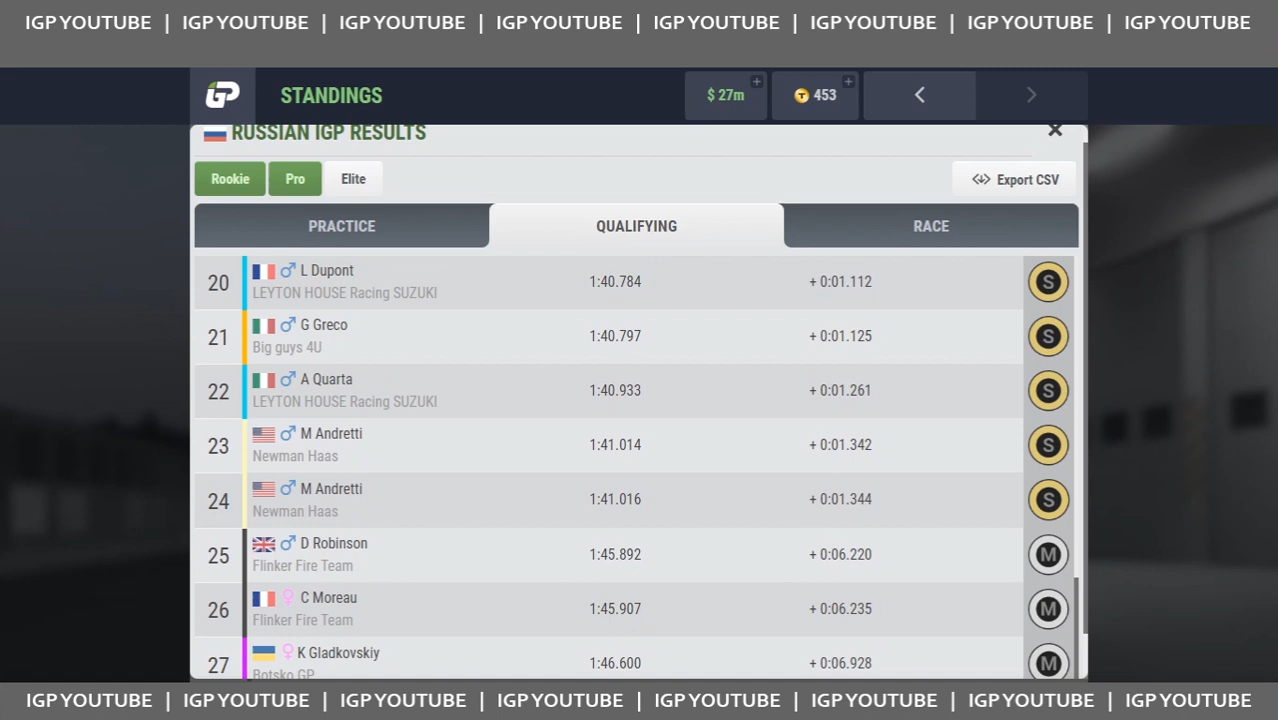 IGP YOUTUBE | IGP YOUTUBE | IGP YOUTUBE | IGP YOUTUBE | IGP YOUTUBE | IGP YOUTUBE | IGP YOUTUBE | IGP YOUTUBE
GP STANDINGS $ 27m + T 453 +
RUSSIAN IGP RESULTS
Rookie Pro Elite Export CSV
PRACTICE QUALIFYING RACE
20 L Dupont 1:40.784 + 0:01.112 S
LEYTON HOUSE Racing SUZUKI
21 G Greco 1:40.797 + 0:01.125 S
Big guys 4U
22 A Quarta 1:40.933 + 0:01.261 S
LEYTON HOUSE Racing SUZUKI
23 M Andretti 1:41.014 + 0:01.342 S
Newman Haas
24 M Andretti 1:41.016 + 0:01.344 S
Newman Haas
25 D Robinson 1:45.892 + 0:06.220 M
Flinker Fire Team
26 C Moreau 1:45.907 + 0:06.235 M
Flinker Fire Team
27 K Gladkovskiy 1:46.600 + 0:06.928 M
Botsko GP
IGP YOUTUBE | IGP YOUTUBE | IGP YOUTUBE | IGP YOUTUBE | IGP YOUTUBE | IGP YOUTUBE | IGP YOUTUBE | IGP YOUTUBE